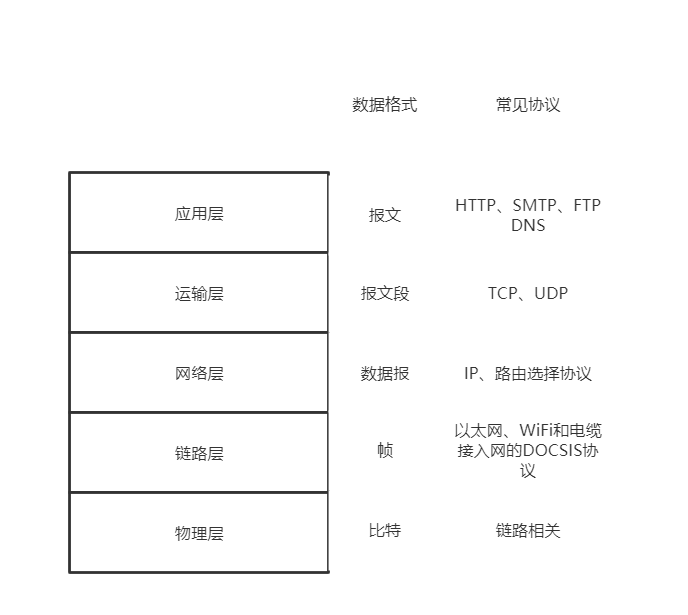 数据格式 常见协议
应用层 报文 HTTP、SMTP、FTP
DNS
运输层 报文段 TCP、UDP
网络层 数据报 IP、路由选择协议
链路层 帧 以太网、WiFi和电缆
接入网的DOCSIS协
议
物理层 比特 链路相关